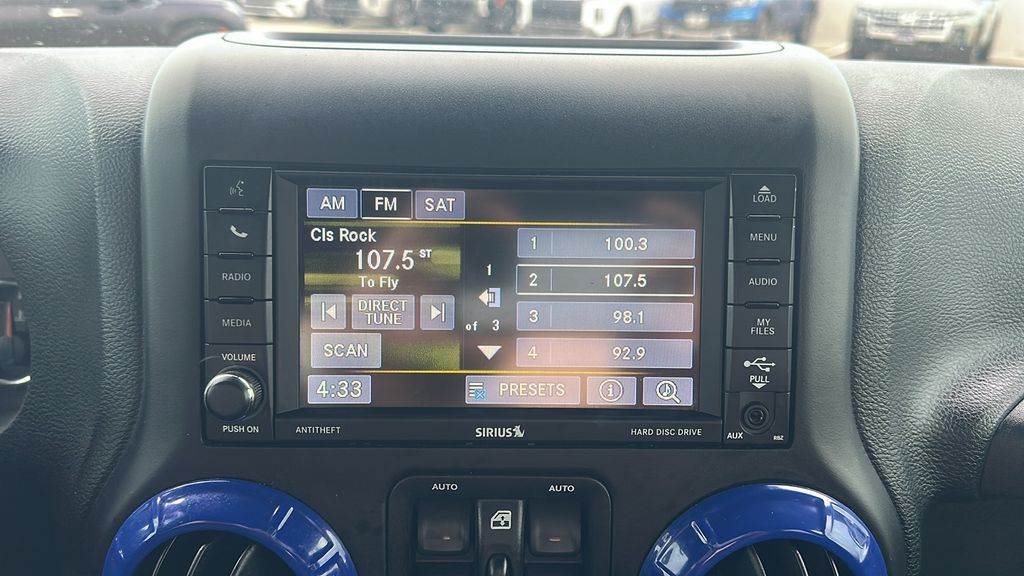 AM FM SAT
Cls Rock
107.5 ST
To Fly
DIRECT
TUNE
SCAN
4:33
1
of 3
1 100.3
2 107.5
3 98.1
4 92.9
PRESETS
RADIO
MEDIA
VOLUME
PUSH ON
LOAD
MENU
AUDIO
MY
FILES
PULL
AUX
RBZ
ANTITHEFT
SIRIUS
HARD DISC DRIVE
AUTO AUTO